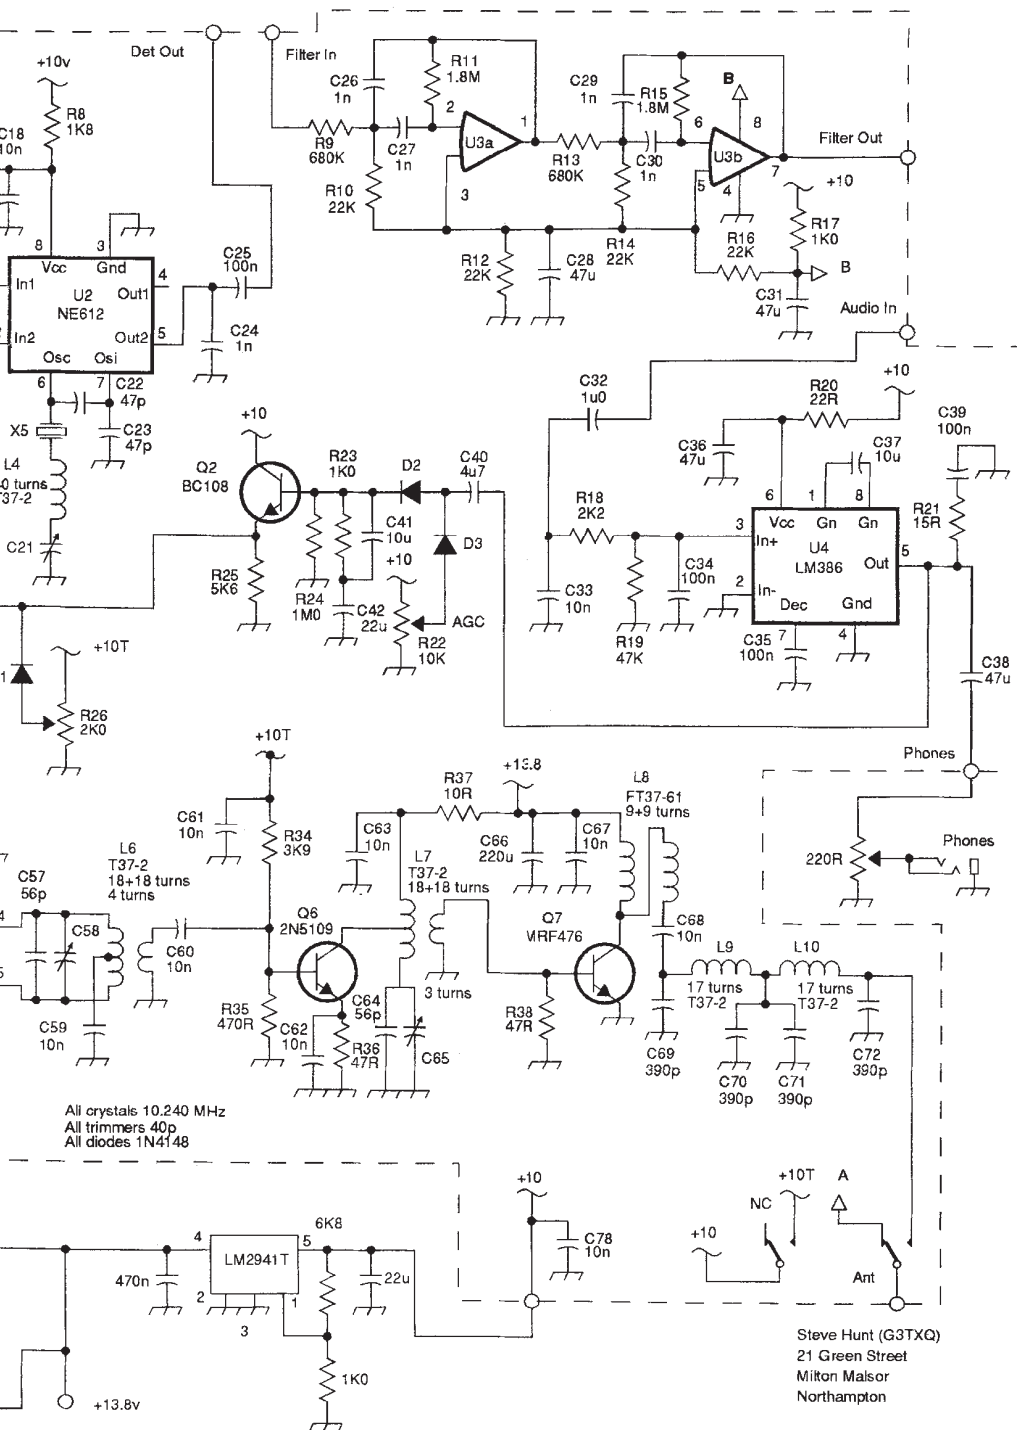 Det Out
Filter In
+10v
R8
1K8
C18
10n
C26
1n
R11
1.8M
C29
1n
R15
1.8M
B
2
1
6
8
U3a
U3b
Filter Out
R9
680K
C27
1n
R13
680K
C30
1n
7
5
4
3
R10
22K
+10
R17
1K0
R14
22K
R16
22K
B
R12
22K
C28
47u
C31
47u
Audio In
8
3
Vcc
Gnd
In1
U2
NE612
Out1
4
In2
Out2
5
Osc
Osi
6
7
C25
100n
C24
1n
C22
47p
C23
47p
X5
L4
0 turns
T37-2
C21
+10
Q2
BC108
R23
1K0
D2
C40
4u7
C41
10u
+10
D3
R25
5K6
R24
1M0
C42
22u
R22
10K
AGC
C32
1u0
R20
22R
+10
C36
47u
C37
10u
C39
100n
R18
2K2
6
1
8
R21
15R
3
Vcc
Gn
Gn
In+
U4
LM386
Out
5
2
In-
Dec
Gnd
7
4
C33
10n
C34
100n
R19
47K
C35
100n
C38
47u
+10T
1
R26
2K0
Phones
220R
Phones
+10T
C61
10n
R34
3K9
R37
10R
+13.8
L8
FT37-61
9+9 turns
C63
10n
C66
220u
C67
10n
L6
T37-2
18+18 turns
4 turns
L7
T37-2
18+18 turns
C57
56p
4
C58
C60
10n
Q6
2N5109
Q7
MRF476
C68
10n
L9
17 turns
T37-2
L10
17 turns
T37-2
5
3 turns
C59
10n
R35
470R
C62
10n
C64
56p
R36
47R
C65
R38
47R
C69
390p
C70
390p
C71
390p
C72
390p
All crystals 10.240 MHz
All trimmers 40p
All diodes 1N4148
+10
C78
10n
NC
+10T
A
+10
Ant
4
6K8
5
LM2941T
470n
22u
2
1
3
1K0
+13.8v
Steve Hunt (G3TXQ)
21 Green Street
Milton Malsor
Northampton